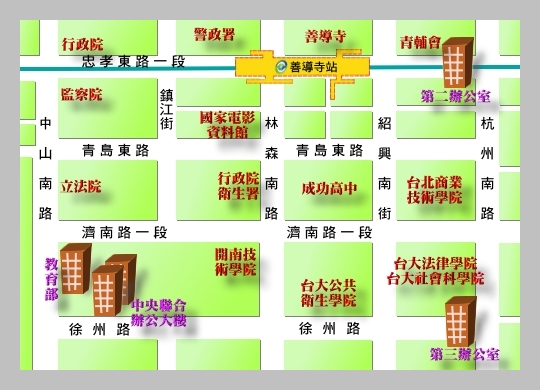 行政院
警政署
善導寺
青輔會
忠孝東路一段
善導寺站
第二辦公室
監察院
鎮江街
國家電影
資料館
中山南路
林森南路
紹興南街
杭州南路
青島東路
青島東路
立法院
行政院
衛生署
成功高中
台北商業
技術學院
濟南路一段
濟南路一段
教育部
開南技
術學院
中央聯合
辦公大樓
台大公共
衛生學院
台大法律學院
台大社會科學院
徐州路
徐州路
第三辦公室